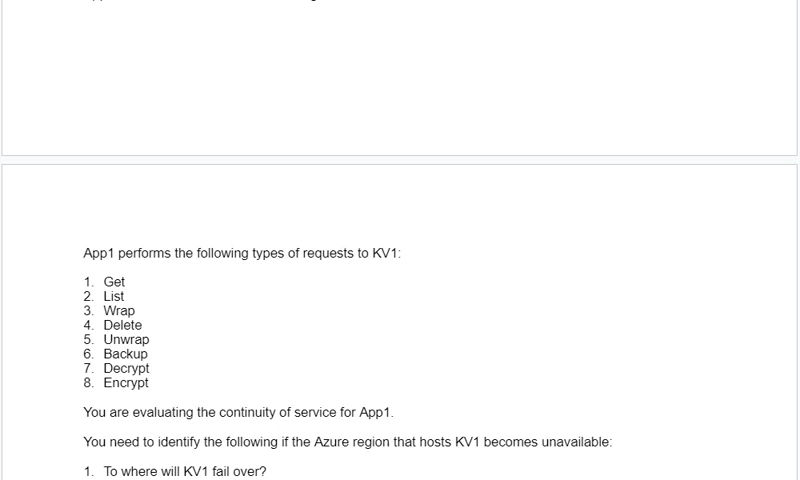 App1 performs the following types of requests to KV1:
1. Get
2. List
3. Wrap
4. Delete
5. Unwrap
6. Backup
7. Decrypt
8. Encrypt
You are evaluating the continuity of service for App1.
You need to identify the following if the Azure region that hosts KV1 becomes unavailable:
1. To where will KV1 fail over?